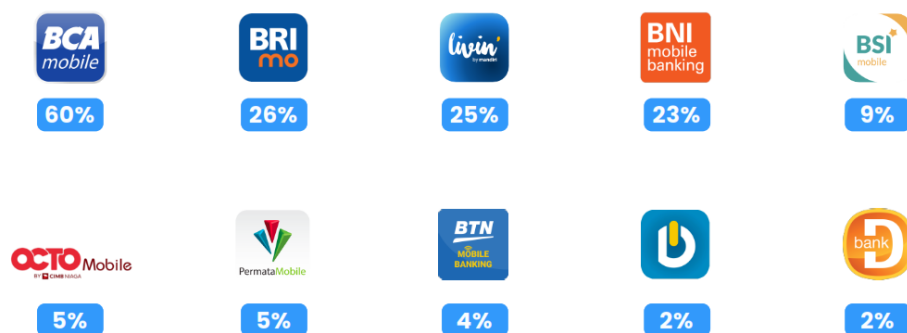 BCA
mobile
BRI
mo
livin'
by mandiri
BNI
mobile
banking
BSI
mobile
60%
26%
25%
23%
9%
OCTO Mobile
BY CIMB NIAGA
PermataMobile
BTN
MOBILE
BANKING
b
D
bank
5%
5%
4%
2%
2%